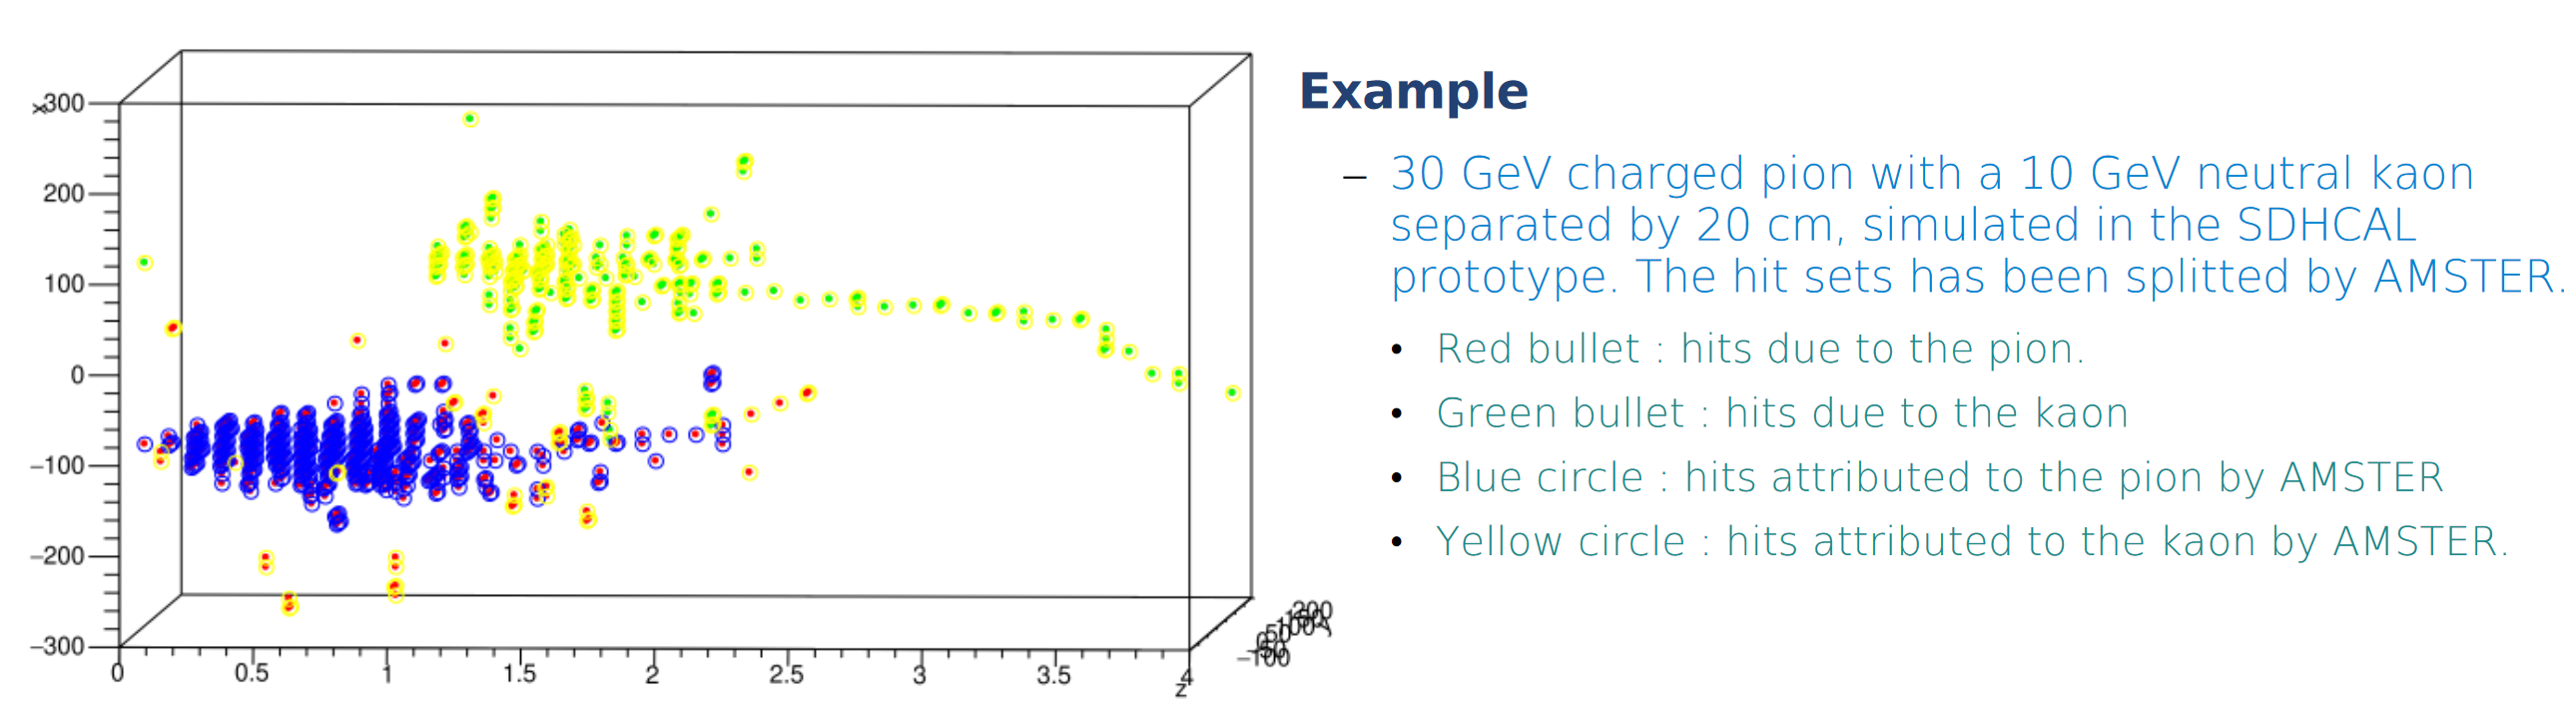 x
300
200
100
0
−100
−200
−300
0
0.5
1
1.5
2
2.5
3
3.5
4
z
Example
– 30 GeV charged pion with a 10 GeV neutral kaon
separated by 20 cm, simulated in the SDHCAL
prototype. The hit sets has been splitted by AMSTER.
• Red bullet : hits due to the pion.
• Green bullet : hits due to the kaon
• Blue circle : hits attributed to the pion by AMSTER
• Yellow circle : hits attributed to the kaon by AMSTER.